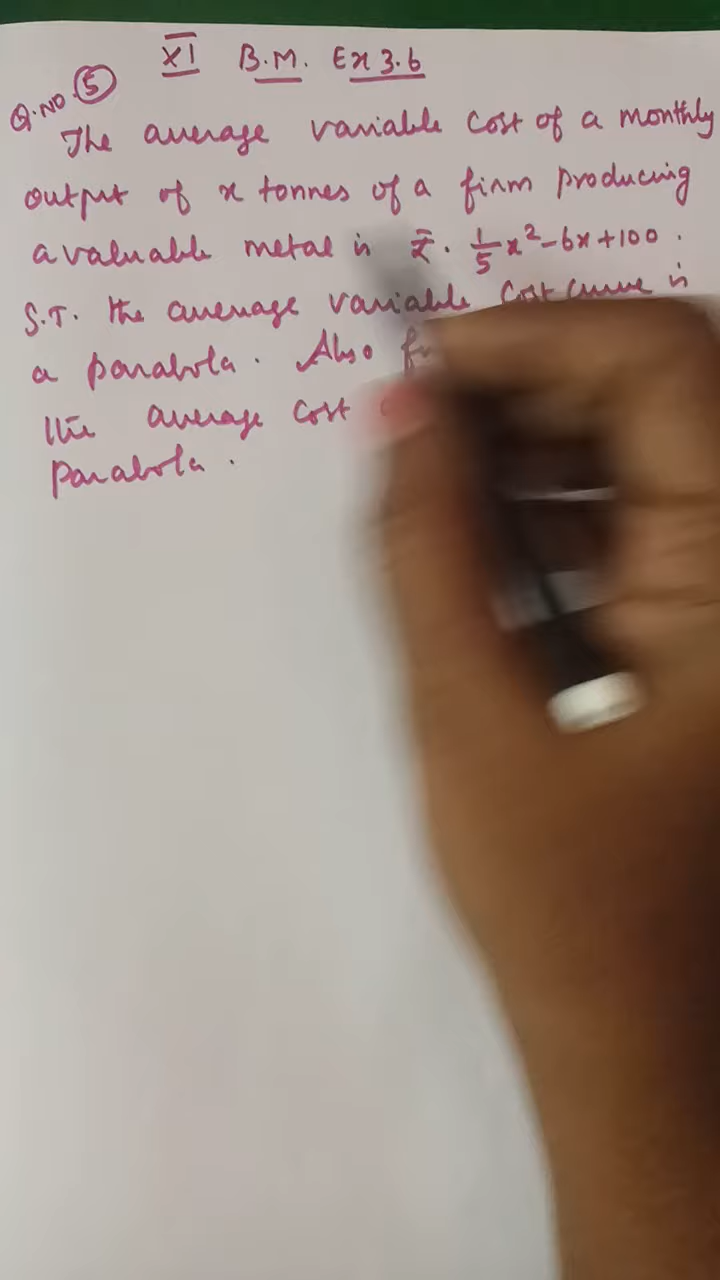 XI B.M. Ex 3.6
Q.No. 5
The average variable cost of a monthly
output of x tonnes of a firm producing
a valuable metal is ₹. 1/5 x² - 6x + 100.
S.T. the average variable cost curve is
a parabola. Also
the average cost
parabola.